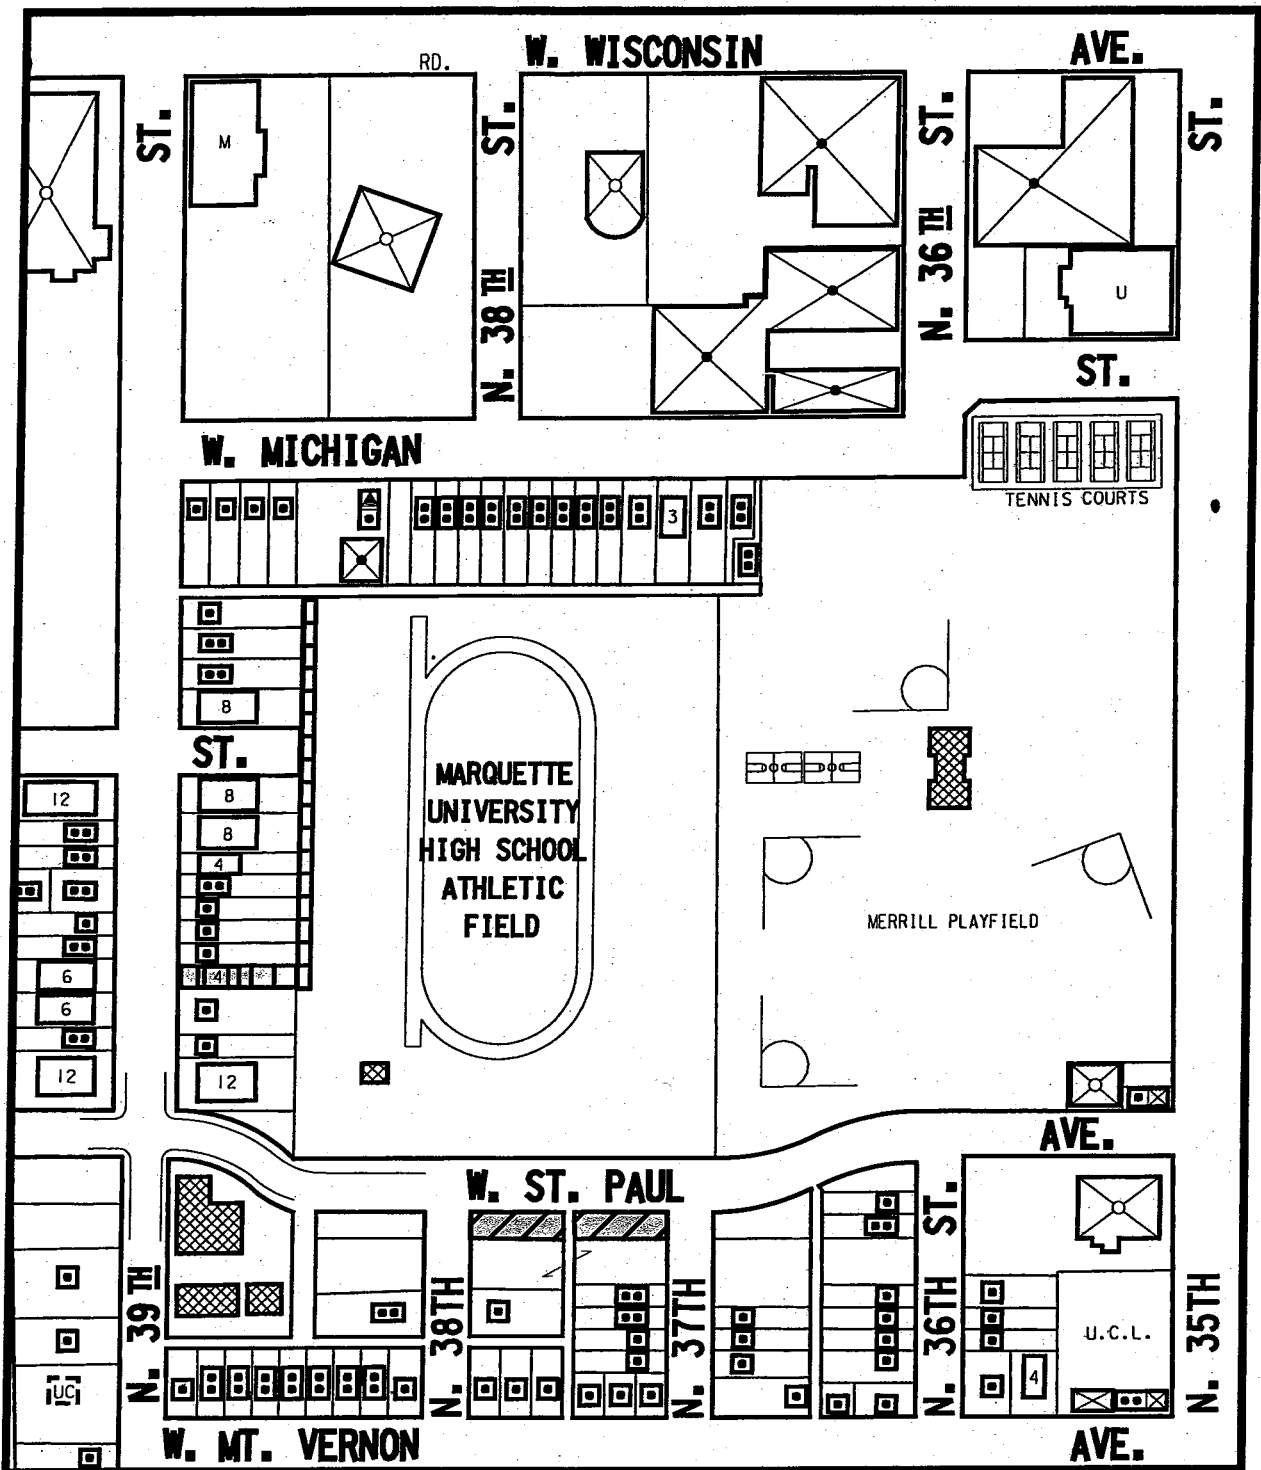 RD.
W. WISCONSIN AVE.
ST.
ST.
ST.
ST.
M
N. 38TH
N. 36TH
U
ST.
W. MICHIGAN
TENNIS COURTS
3
8
ST.
12
8
8
4
MARQUETTE
UNIVERSITY
HIGH SCHOOL
ATHLETIC
FIELD
MERRILL PLAYFIELD
4
6
6
12
12
AVE.
W. ST. PAUL
ST.
N. 39TH
N. 38TH
N. 37TH
N. 36TH
N. 35TH
U.C.L.
4
UC
W. MT. VERNON
AVE.